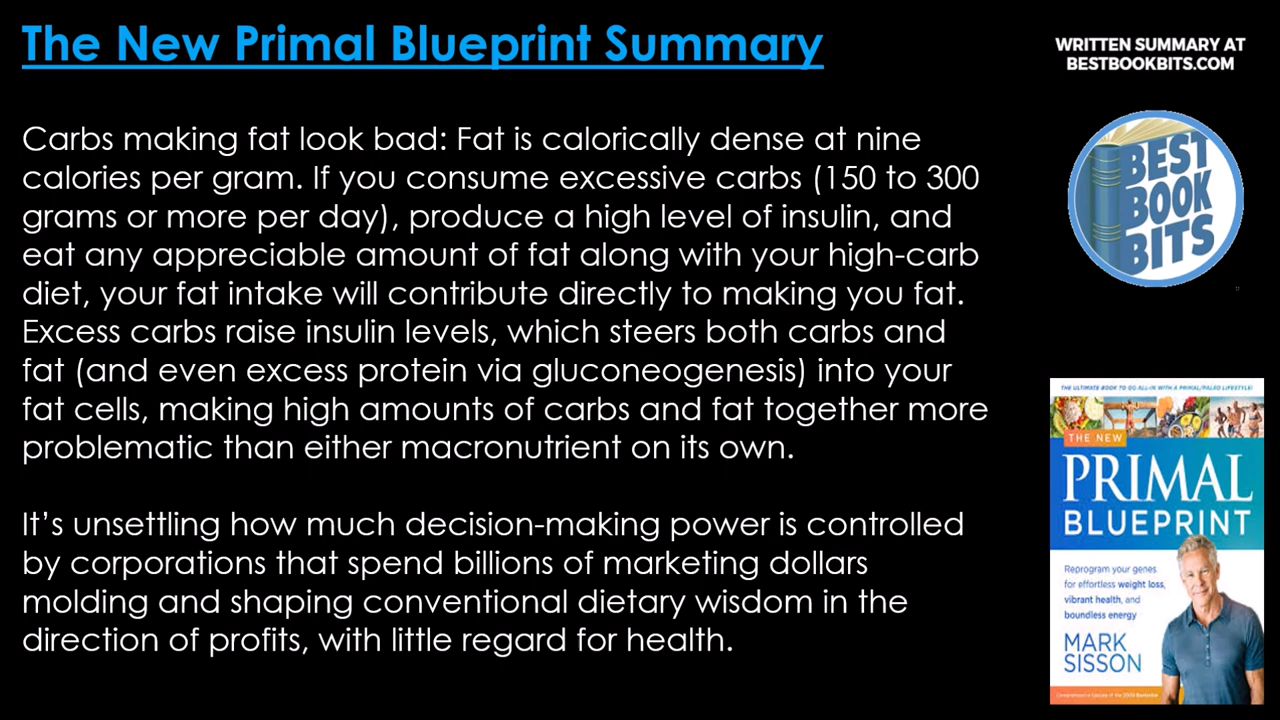 The New Primal Blueprint Summary
WRITTEN SUMMARY AT
BESTBOOKBITS.COM
Carbs making fat look bad: Fat is calorically dense at nine
calories per gram. If you consume excessive carbs (150 to 300
grams or more per day), produce a high level of insulin, and
eat any appreciable amount of fat along with your high-carb
diet, your fat intake will contribute directly to making you fat.
Excess carbs raise insulin levels, which steers both carbs and
fat (and even excess protein via gluconeogenesis) into your
fat cells, making high amounts of carbs and fat together more
problematic than either macronutrient on its own.
It's unsettling how much decision-making power is controlled
by corporations that spend billions of marketing dollars
molding and shaping conventional dietary wisdom in the
direction of profits, with little regard for health.
BEST
BOOK
BITS
THE ULTIMATE BOOK TO GO ALL-IN WITH A PRIMAL/PALEO LIFESTYLE!
THE NEW
PRIMAL
BLUEPRINT
Reprogram your genes
for effortless weight loss,
vibrant health, and
boundless energy
MARK
SISSON